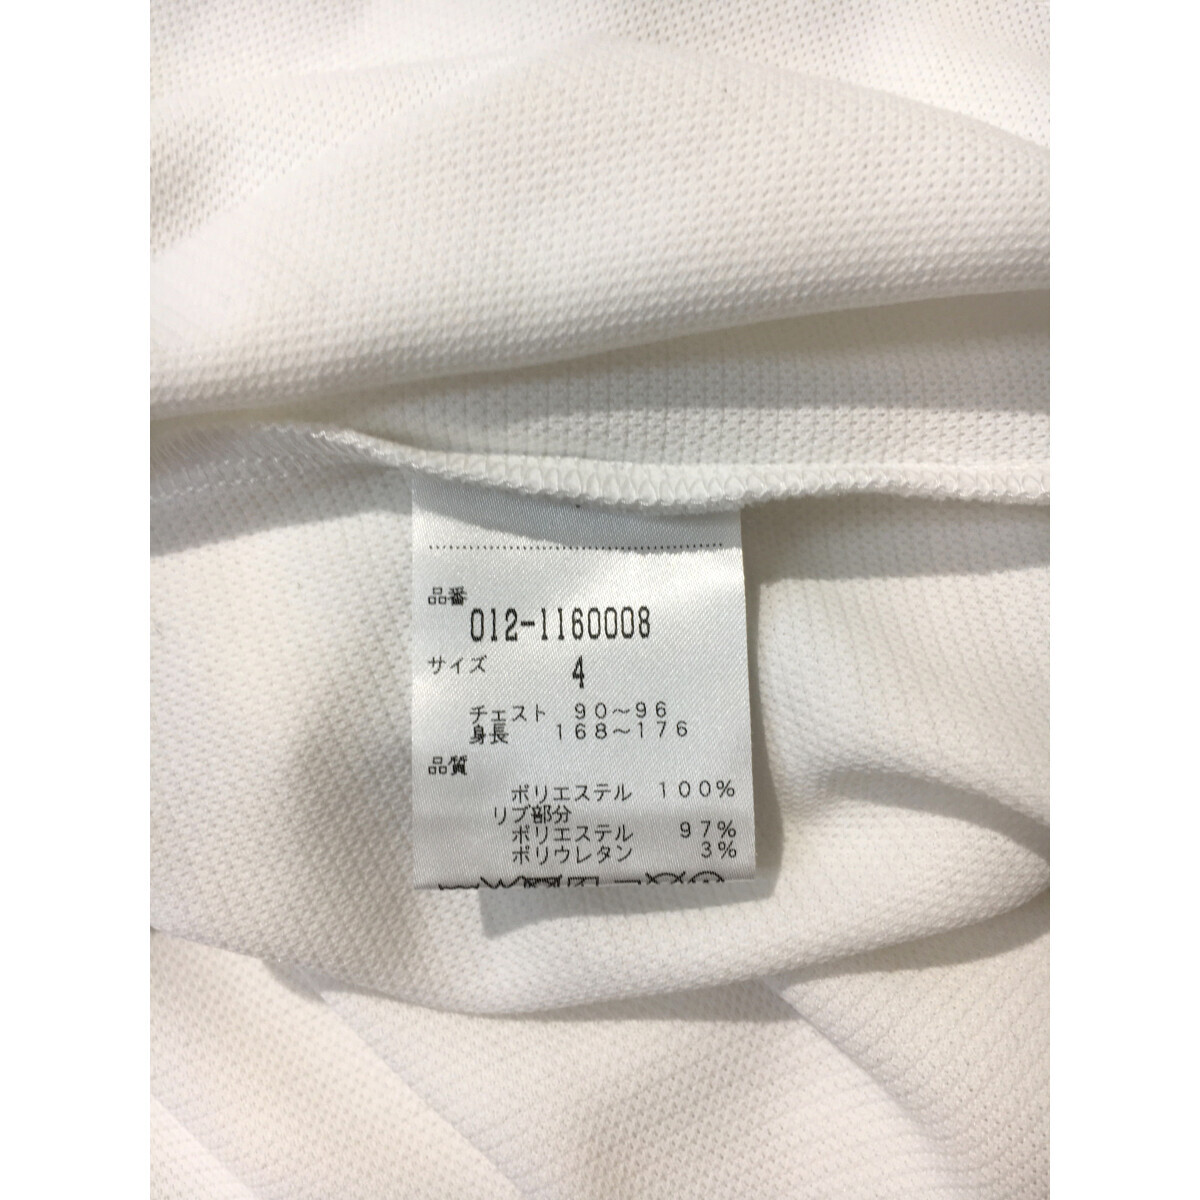 品番
012-1160008
サイズ 4
チェスト 90～96
身長 168～176
品質
ポリエステル 100%
リブ部分
ポリエステル 97%
ポリウレタン 3%